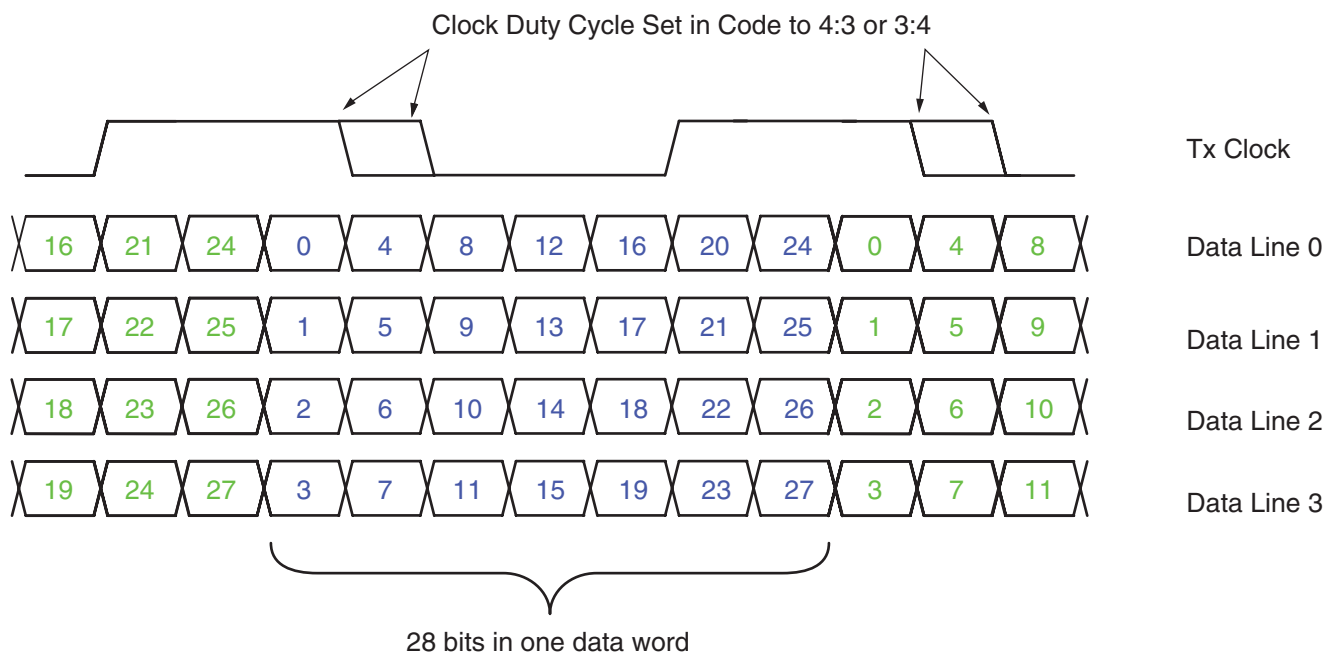 Clock Duty Cycle Set in Code to 4:3 or 3:4
Tx Clock
16 21 24 0 4 8 12 16 20 24 0 4 8 Data Line 0
17 22 25 1 5 9 13 17 21 25 1 5 9 Data Line 1
18 23 26 2 6 10 14 18 22 26 2 6 10 Data Line 2
19 24 27 3 7 11 15 19 23 27 3 7 11 Data Line 3
28 bits in one data word